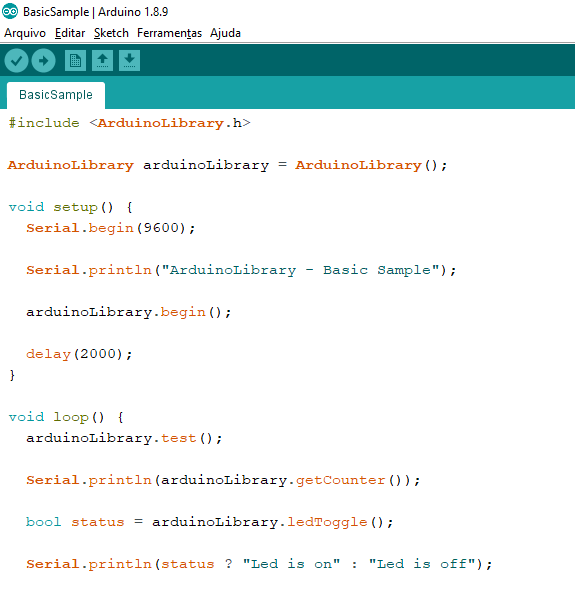 BasicSample | Arduino 1.8.9
Arquivo Editar Sketch Ferramentas Ajuda
BasicSample
#include <ArduinoLibrary.h>
ArduinoLibrary arduinoLibrary = ArduinoLibrary();
void setup() {
  Serial.begin(9600);
  Serial.println("ArduinoLibrary - Basic Sample");
  arduinoLibrary.begin();
  delay(2000);
}
void loop() {
  arduinoLibrary.test();
  Serial.println(arduinoLibrary.getCounter());
  bool status = arduinoLibrary.ledToggle();
  Serial.println(status ? "Led is on" : "Led is off");